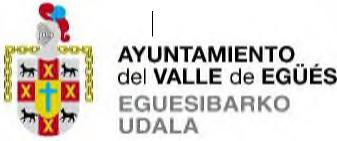 AYUNTAMIENTO
del VALLE de EGÜÉS
EGUESIBARKO
UDALA